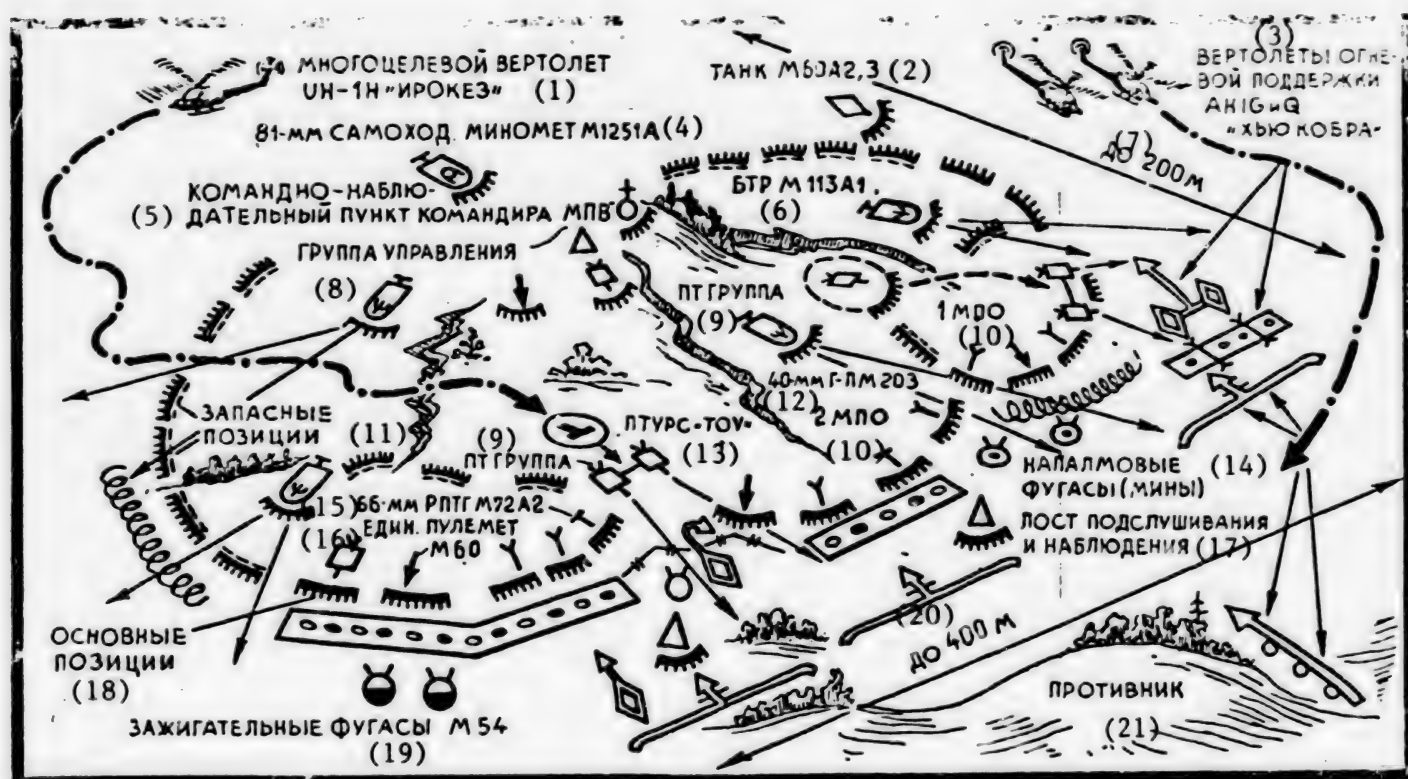 (3)
МНОГОЦЕЛЕВОЙ ВЕРТОЛЕТ
UH-1H "ИРОКЕЗ" (1)
ТАНК М60А2,3 (2)
ВЕРТОЛЕТЫ ОГНЕ-
ВОЙ ПОДДЕРЖКИ
AH1G и Q
"ХЬЮ КОБРА"
81-мм САМОХОД. МИНОМЕТ М1251А (4)
(7)
ДО 200 м
КОМАНДНО-НАБЛЮ-
(5) ДАТЕЛЬНЫЙ ПУНКТ КОМАНДИРА МПВ
БТР М 113А1
(6)
ГРУППА УПРАВЛЕНИЯ
(8)
ПТ ГРУППА
(9)
1 МПО
(10)
40-мм Г-ПМ 203
(12)
2 МПО
(10)
ЗАПАСНЫЕ
ПОЗИЦИИ
(11)
(9)
ПТ ГРУППА
ПТУРС "ТОУ"
(13)
НАПАЛМОВЫЕ (14)
ФУГАСЫ (МИНЫ)
15) 66-мм РПТГ М72А2
(16) ЕДИН. ПУЛЕМЕТ
М60
ПОСТ ПОДСЛУШИВАНИЯ
И НАБЛЮДЕНИЯ (17)
ОСНОВНЫЕ
ПОЗИЦИИ
(18)
(20)
ДО 400 м
ПРОТИВНИК
(21)
ЗАЖИГАТЕЛЬНЫЕ ФУГАСЫ М 54
(19)